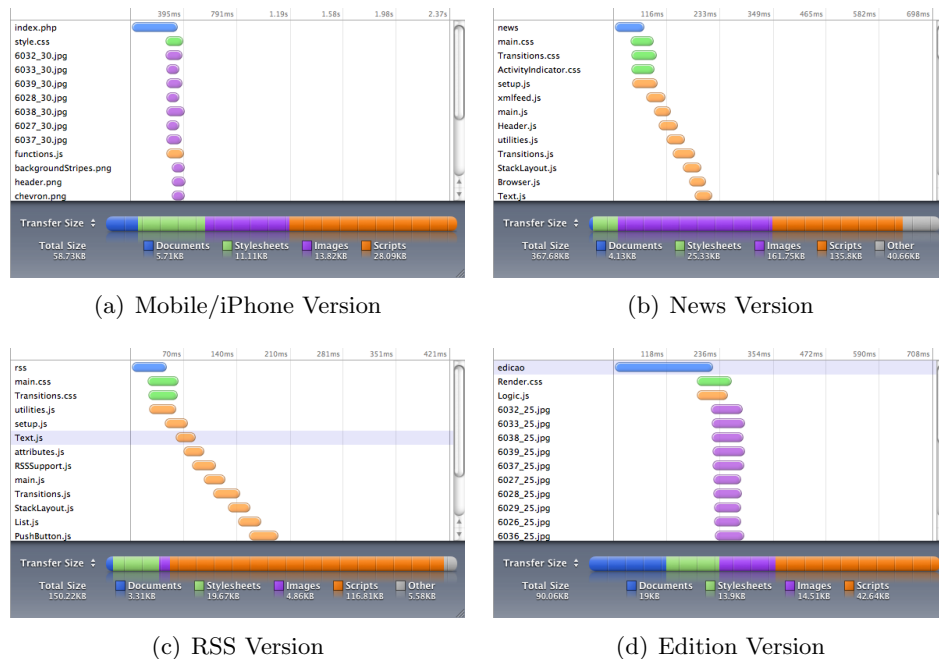 395ms 791ms 1.19s 1.58s 1.98s 2.37s
index.php
style.css
6032_30.jpg
6033_30.jpg
6039_30.jpg
6028_30.jpg
6038_30.jpg
6027_30.jpg
6037_30.jpg
functions.js
backgroundStripes.png
header.png
chevron.png
Transfer Size
Total Size Documents Stylesheets Images Scripts
58.73KB 5.71KB 11.11KB 13.82KB 28.09KB
(a) Mobile/iPhone Version
116ms 233ms 349ms 465ms 582ms 698ms
news
main.css
Transitions.css
ActivityIndicator.css
setup.js
xmlfeed.js
main.js
Header.js
utilities.js
Transitions.js
StackLayout.js
Browser.js
Text.js
Transfer Size
Total Size Documents Stylesheets Images Scripts Other
367.68KB 4.13KB 25.33KB 161.75KB 135.8KB 40.66KB
(b) News Version
70ms 140ms 210ms 281ms 351ms 421ms
rss
main.css
Transitions.css
utilities.js
setup.js
Text.js
attributes.js
RSSSupport.js
main.js
Transitions.js
StackLayout.js
List.js
PushButton.js
Transfer Size
Total Size Documents Stylesheets Images Scripts Other
150.22KB 3.31KB 19.67KB 4.86KB 116.81KB 5.58KB
(c) RSS Version
118ms 236ms 354ms 472ms 590ms 708ms
edicao
Render.css
Logic.js
6032_25.jpg
6033_25.jpg
6038_25.jpg
6039_25.jpg
6037_25.jpg
6027_25.jpg
6028_25.jpg
6029_25.jpg
6026_25.jpg
6036_25.jpg
Transfer Size
Total Size Documents Stylesheets Images Scripts
90.06KB 19KB 13.9KB 14.51KB 42.64KB
(d) Edition Version